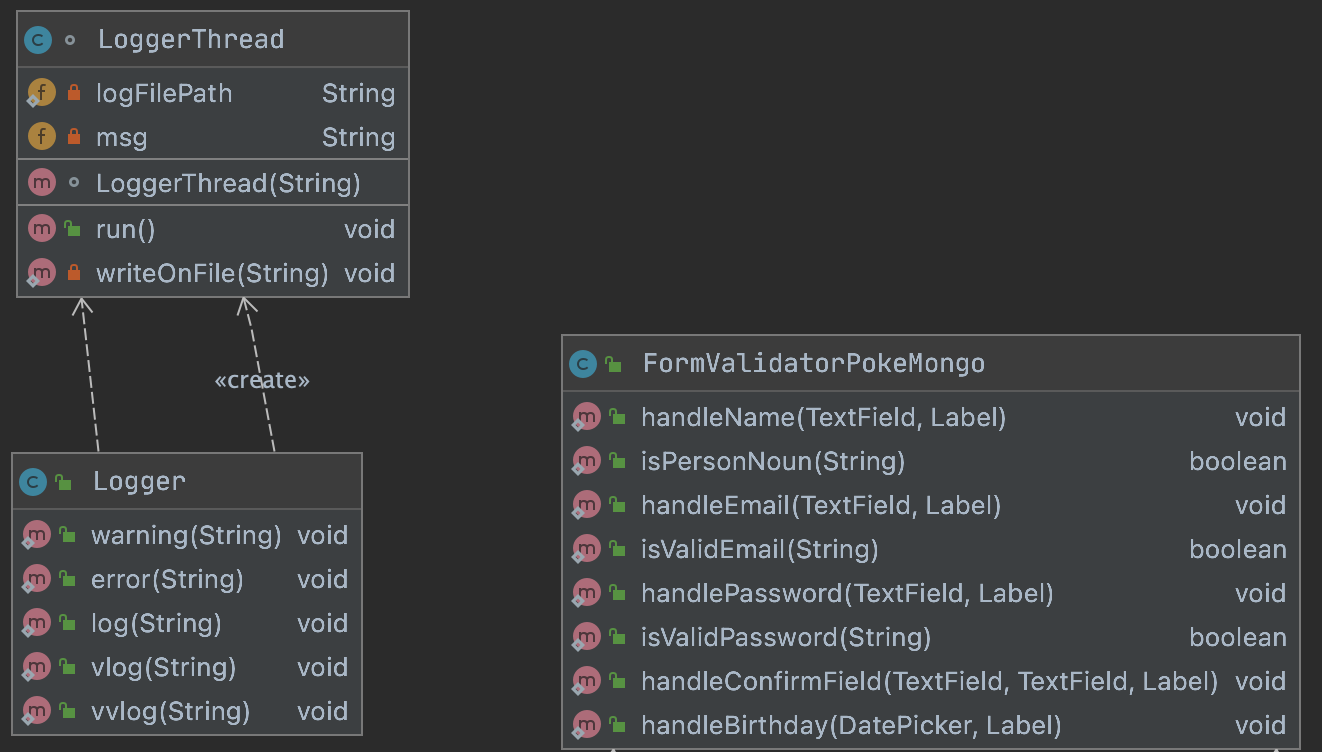 LoggerThread
logFilePath String
msg String
LoggerThread(String)
run() void
writeOnFile(String) void
«create»
Logger
warning(String) void
error(String) void
log(String) void
vlog(String) void
vvlog(String) void
FormValidatorPokeMongo
handleName(TextField, Label) void
isPersonNoun(String) boolean
handleEmail(TextField, Label) void
isValidEmail(String) boolean
handlePassword(TextField, Label) void
isValidPassword(String) boolean
handleConfirmField(TextField, TextField, Label) void
handleBirthday(DatePicker, Label) void